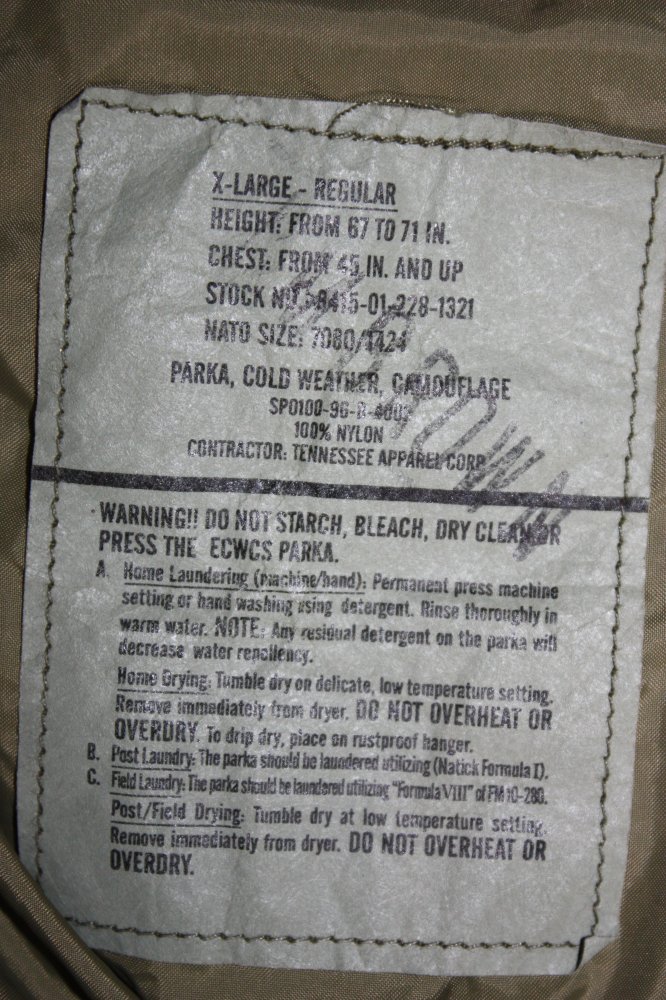 X-LARGE - REGULAR
HEIGHT: FROM 67 TO 71 IN.
CHEST: FROM 45 IN. AND UP
STOCK NO. 8415-01-228-1321
NATO SIZE: 7080/1424
PARKA, COLD WEATHER, CAMOUFLAGE
100% NYLON
CONTRACTOR: TENNESSEE APPAREL CORP
WARNING!! DO NOT STARCH, BLEACH, DRY CLEAN OR
PRESS THE ECWCS PARKA.
A. Home Laundering (machine/hand): Permanent press machine
setting or hand washing using detergent. Rinse thoroughly in
warm water. NOTE: Any residual detergent on the parka will
decrease water repellency.
Home Drying: Tumble dry on delicate, low temperature setting.
Remove immediately from dryer. DO NOT OVERHEAT OR
OVERDRY. To drip dry, place on rustproof hanger.
B. Post Laundry: The parka should be laundered utilizing (Natick Formula I).
C. Field Laundry: The parka should be laundered utilizing "Formula VIII" of FM 10-280.
Post/Field Drying: Tumble dry at low temperature setting.
Remove immediately from dryer. DO NOT OVERHEAT OR
OVERDRY.